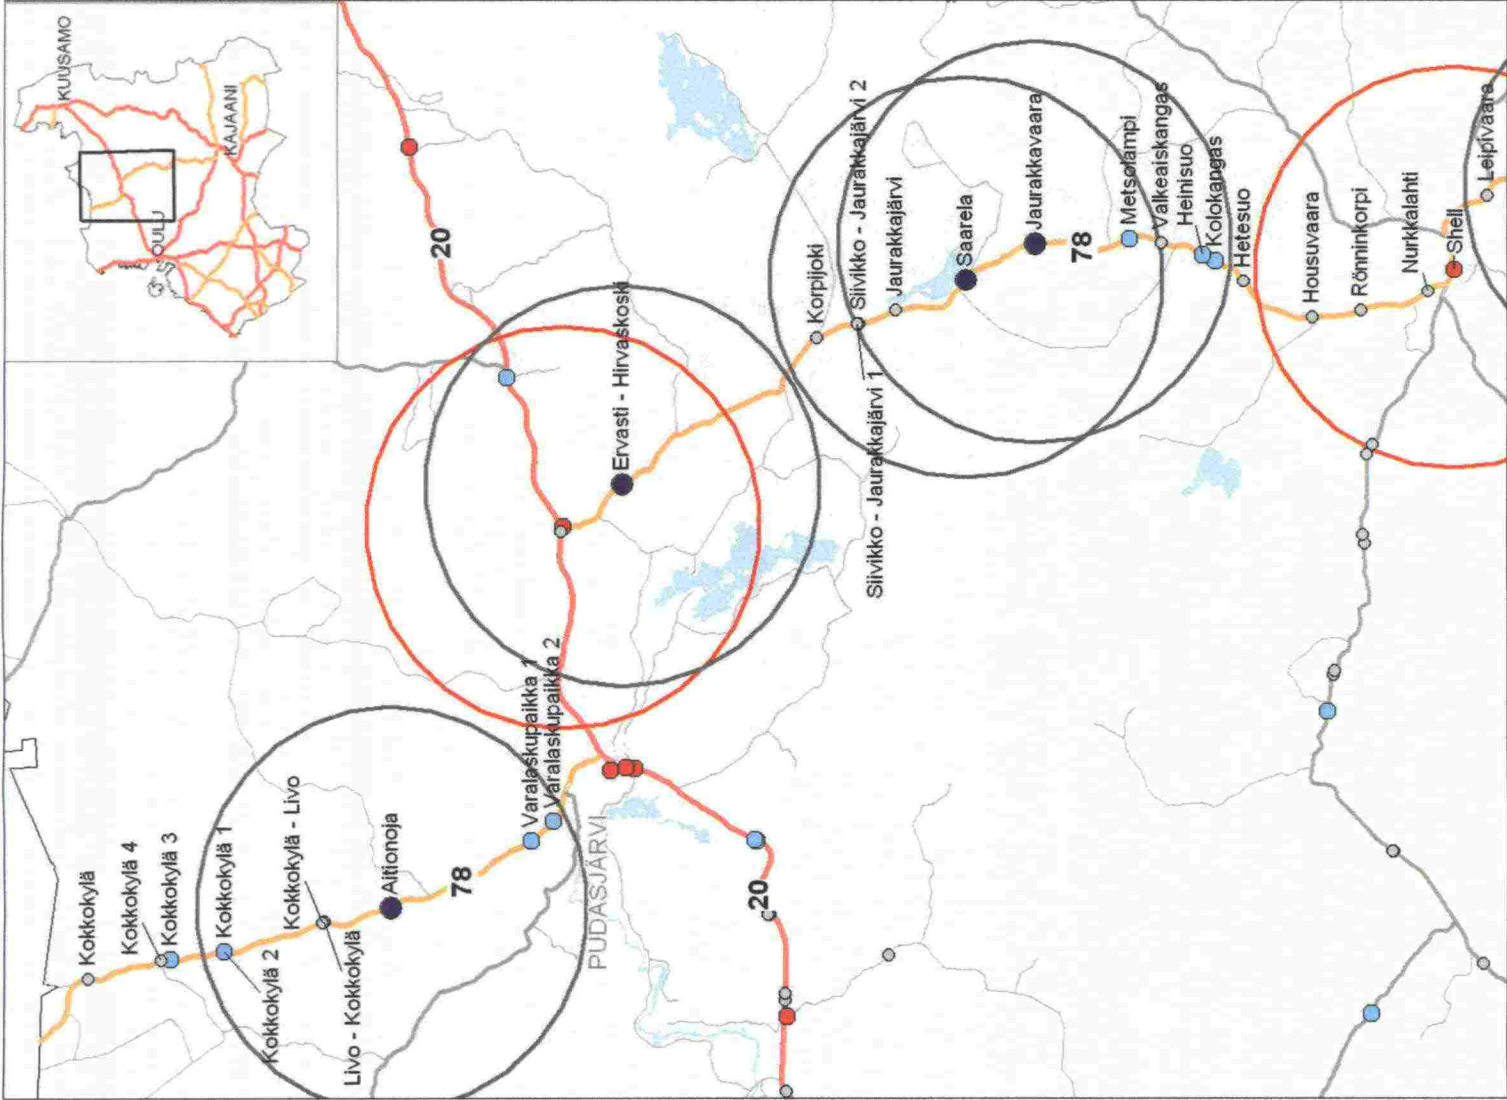 KUUSAMO
OULU
KAJAANI
20
Kokkokylä
Kokkokylä 4
Kokkokylä 3
Kokkokylä 1
Kokkokylä 2
Kokkokylä - Livo
Livo - Kokkokylä
Aitionoja
78
Varalaskupaikka 1
Varalaskupaikka 2
PUDASJÄRVI
20
Ervasti - Hirvaskoski
Korpijoki
Siivikko - Jaurakkajärvi 2
Siivikko - Jaurakkajärvi 1
Jaurakkajärvi
Saarela
Jaurakkavaara
78
Metsolampi
Valkeaiskangas
Heinisuo
Kolokangas
Hetesuo
Housuvaara
Rönninkorpi
Nurkkalahti
Shell
Leipivaara